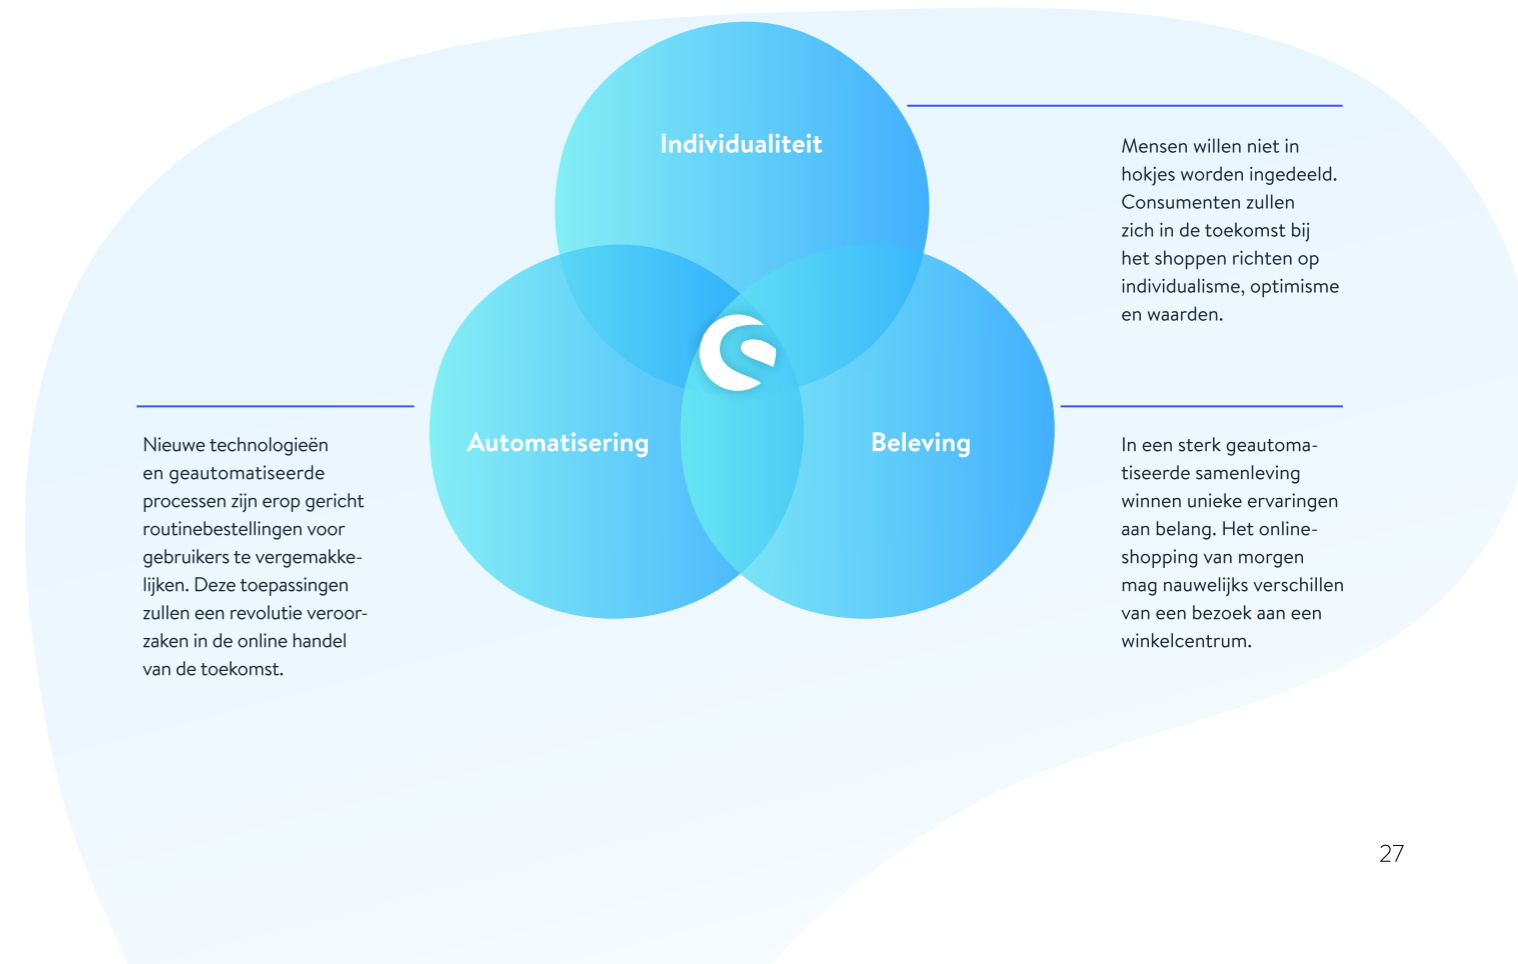 Individualiteit
Mensen willen niet in
hokjes worden ingedeeld.
Consumenten zullen
zich in de toekomst bij
het shoppen richten op
individualisme, optimisme
en waarden.
Automatisering
Nieuwe technologieën
en geautomatiseerde
processen zijn erop gericht
routinebestellingen voor
gebruikers te vergemakke-
lijken. Deze toepassingen
zullen een revolutie veroor-
zaken in de online handel
van de toekomst.
Beleving
In een sterk geautoma-
tiseerde samenleving
winnen unieke ervaringen
aan belang. Het online-
shopping van morgen
mag nauwelijks verschillen
van een bezoek aan een
winkelcentrum.
27